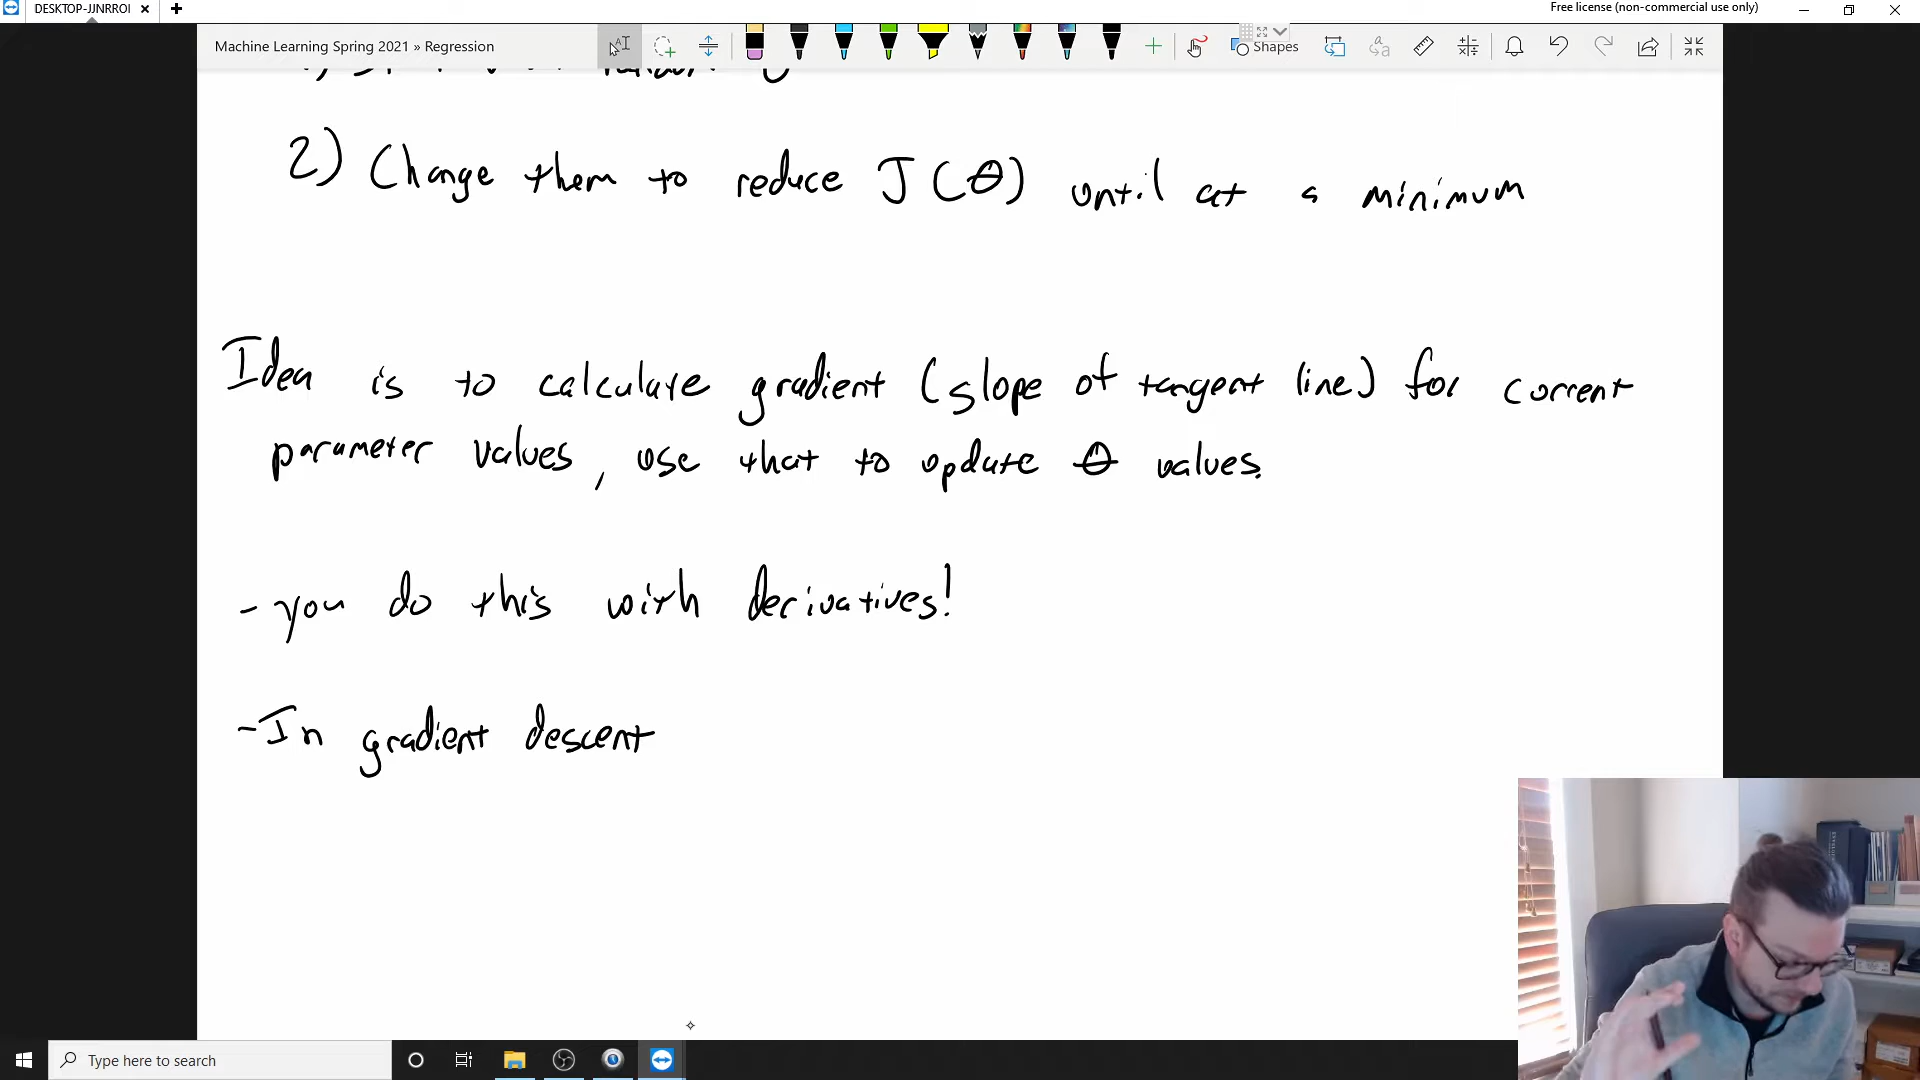 DESKTOP-JJNRROI
Free license (non-commercial use only)
Machine Learning Spring 2021 » Regression
Shapes
2) Change them to reduce J(θ) until at a minimum
Idea is to calculate gradient (slope of tangent line) for current
parameter values, use that to update θ values.
- you do this with derivatives!
- In gradient descent
Type here to search